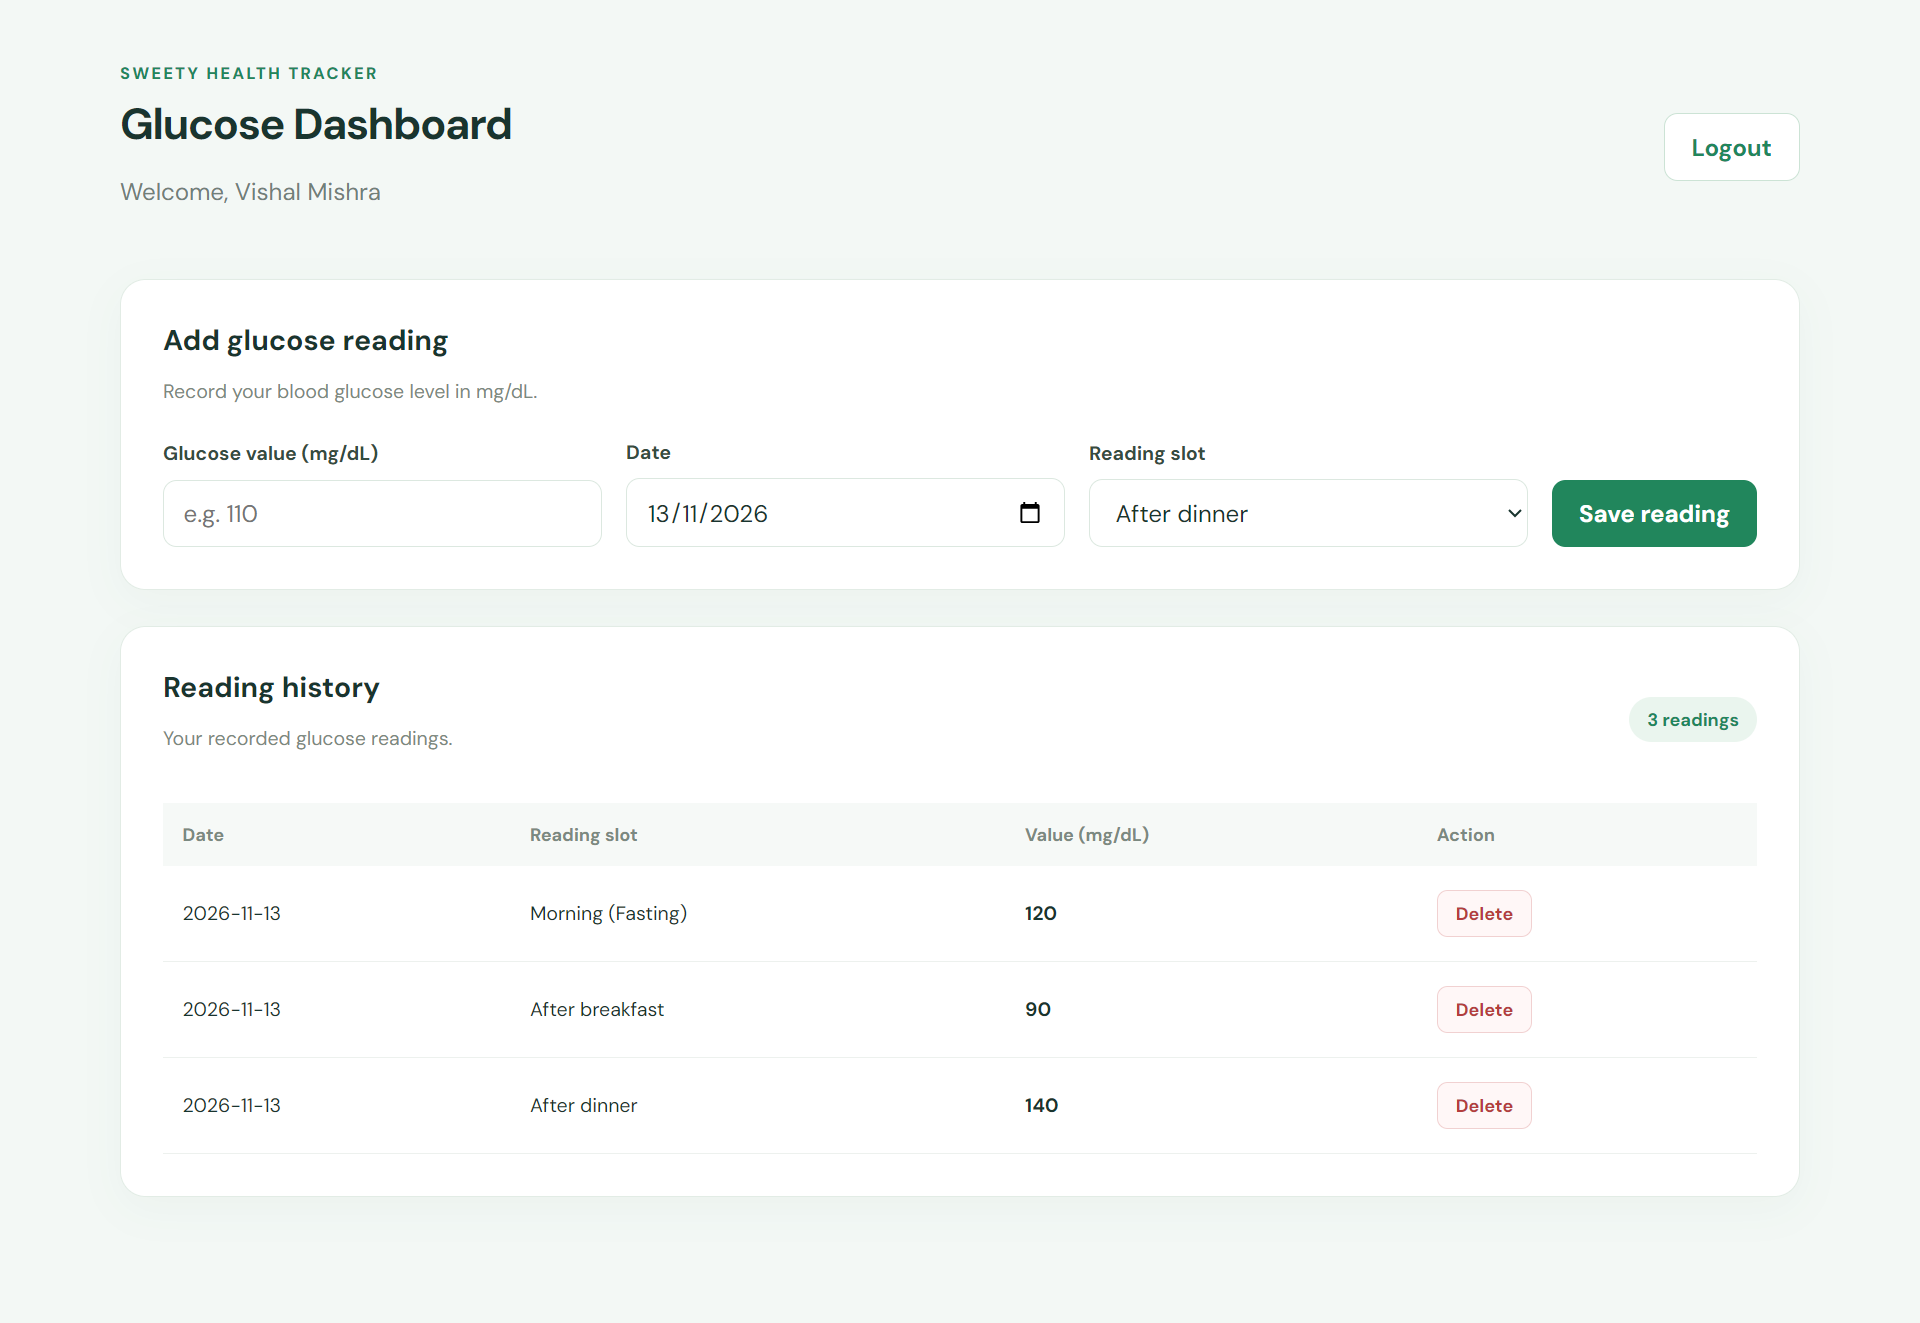 SWEETY HEALTH TRACKER
Glucose Dashboard
Welcome, Vishal Mishra
Logout
Add glucose reading
Record your blood glucose level in mg/dL.
Glucose value (mg/dL) Date Reading slot
e.g. 110 13/11/2026 After dinner Save reading
Reading history
Your recorded glucose readings.
3 readings
Date Reading slot Value (mg/dL) Action
2026-11-13 Morning (Fasting) 120 Delete
2026-11-13 After breakfast 90 Delete
2026-11-13 After dinner 140 Delete